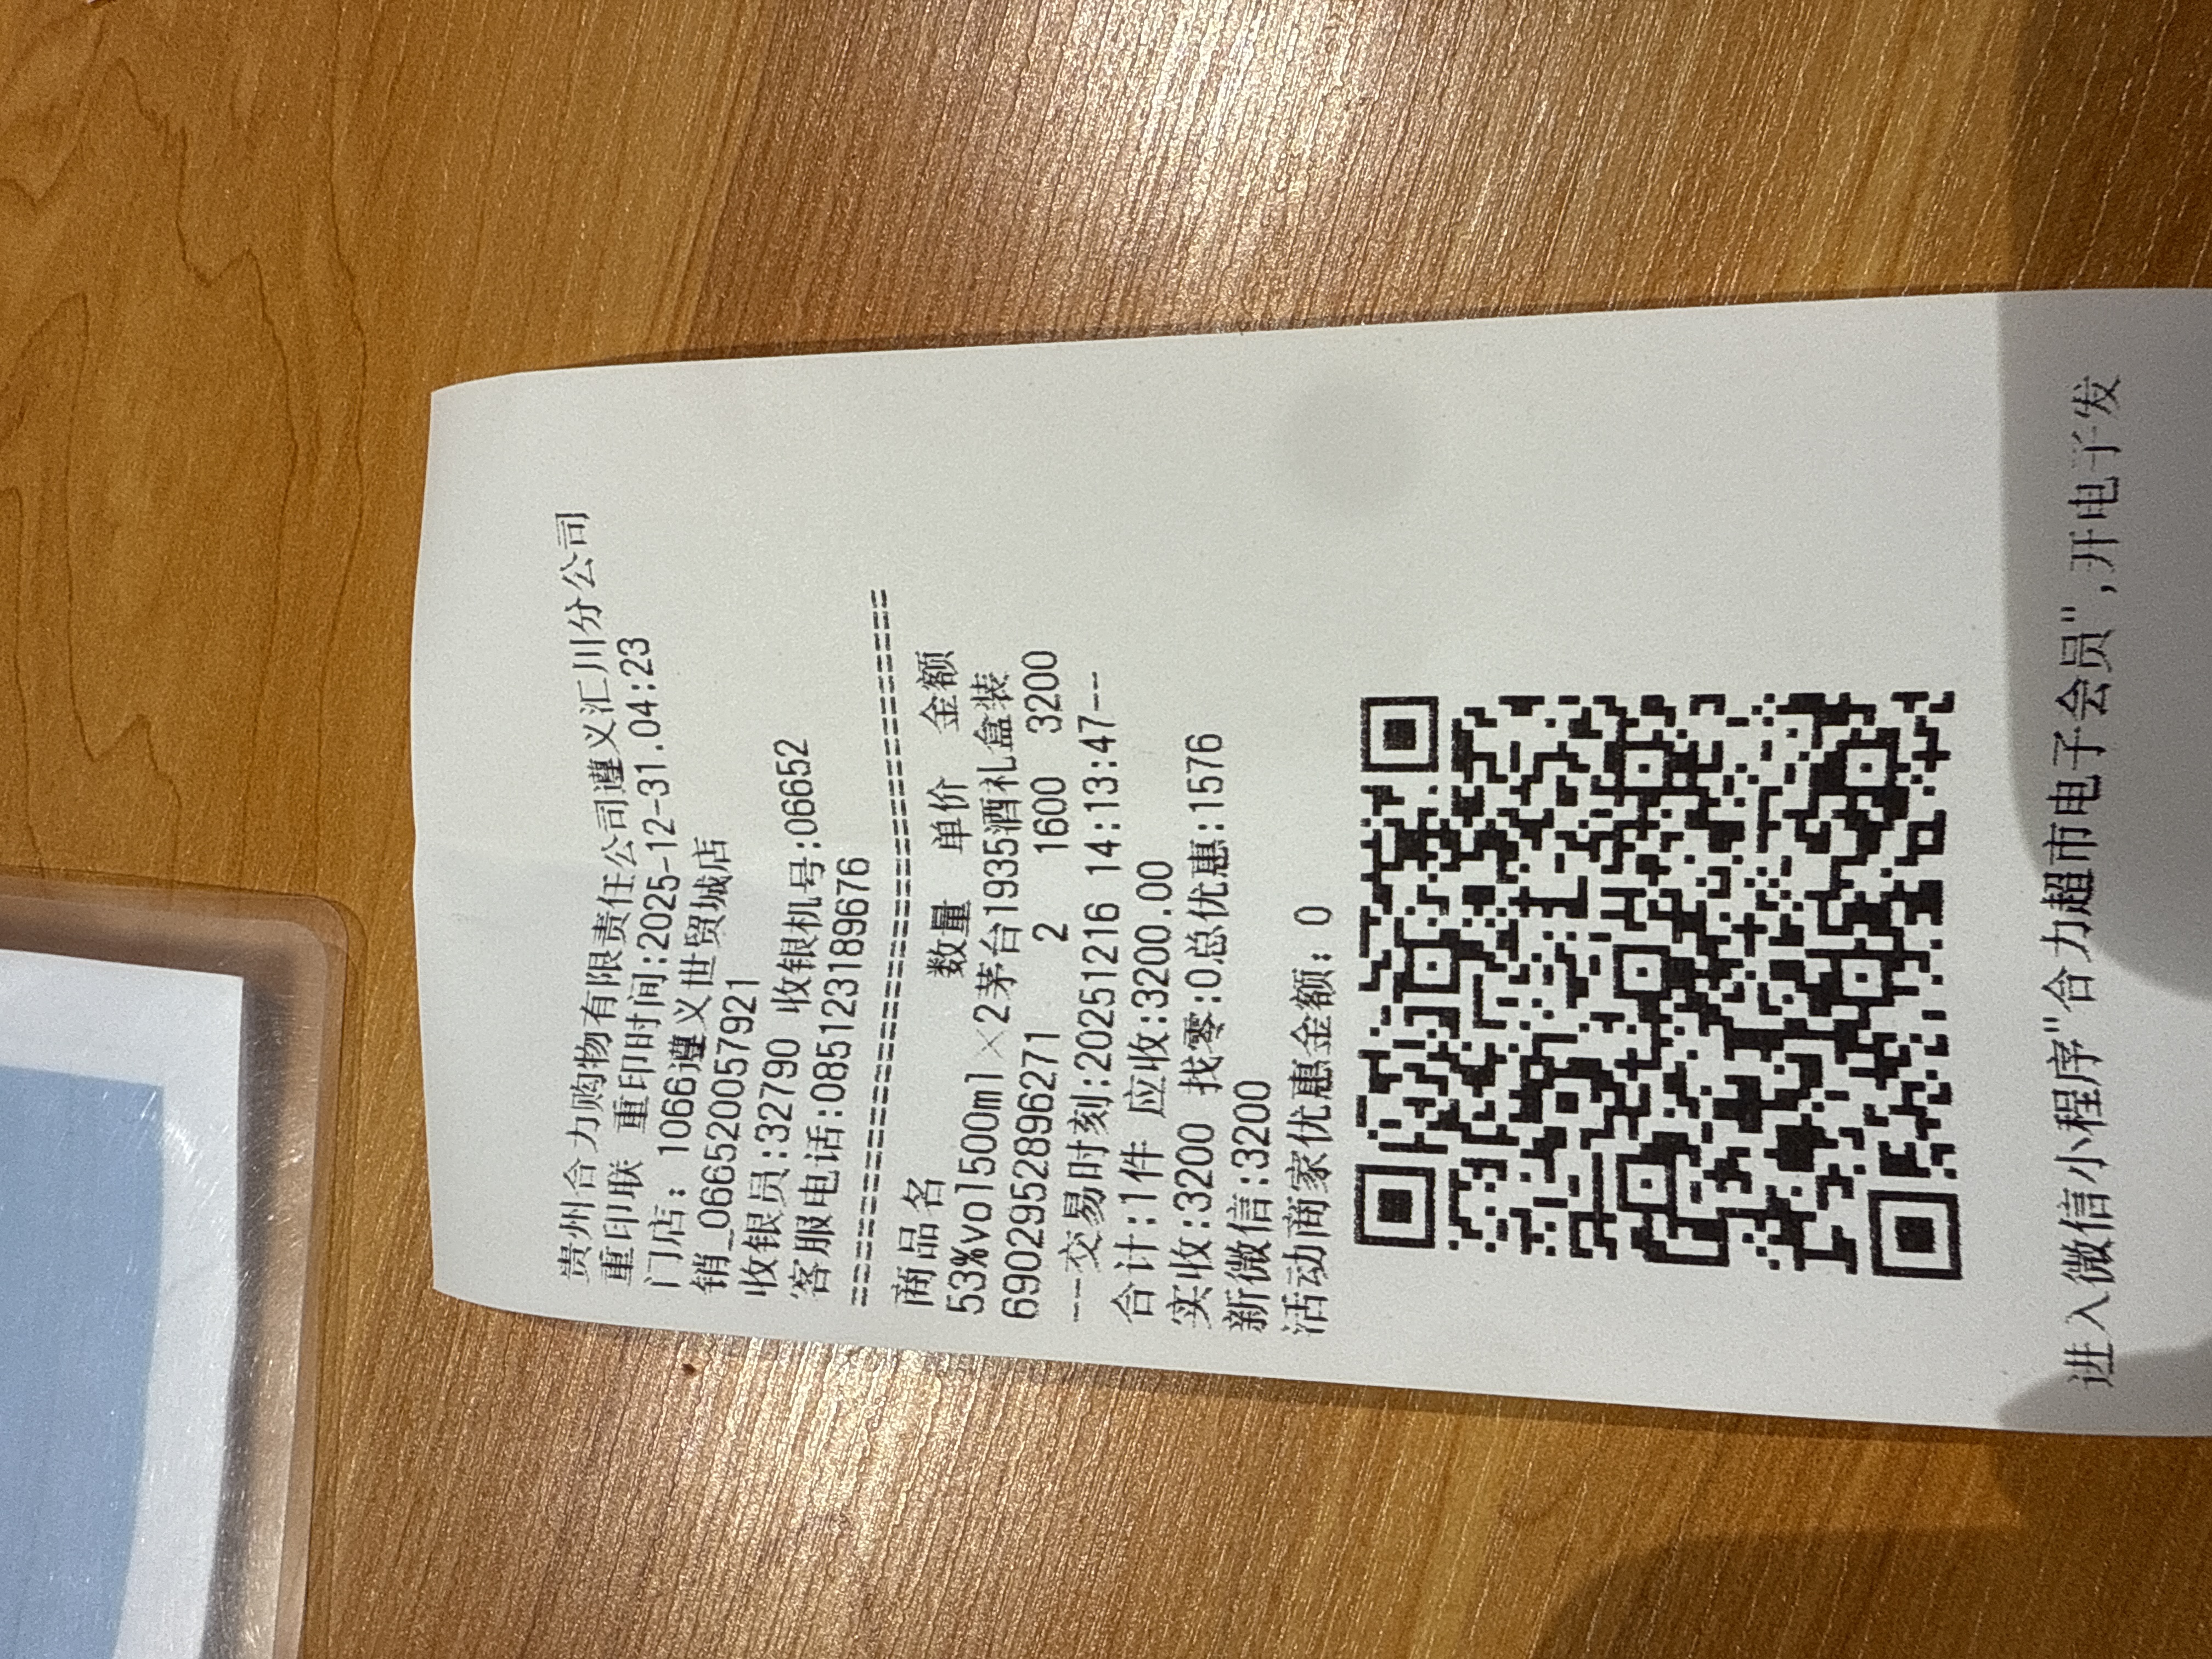 贵州合力购物有限责任公司遵义汇川分公司
重印联 重印时间:2025-12-31.04:23
门店: 1066遵义世贸城店
销_066520057921
收银员:32790 收银机号:06652
客服电话:085123189676
================================
商品名 数量 单价 金额
53%vol500ml×2茅台1935酒礼盒装
6902952896271 2 1600 3200
---交易时刻:20251216 14:13:47--
合计:1件 应收:3200.00
实收:3200 找零:0总优惠:1576
新微信:3200
活动商家优惠金额: 0
进入微信小程序"合力超市电子会员",开电子发